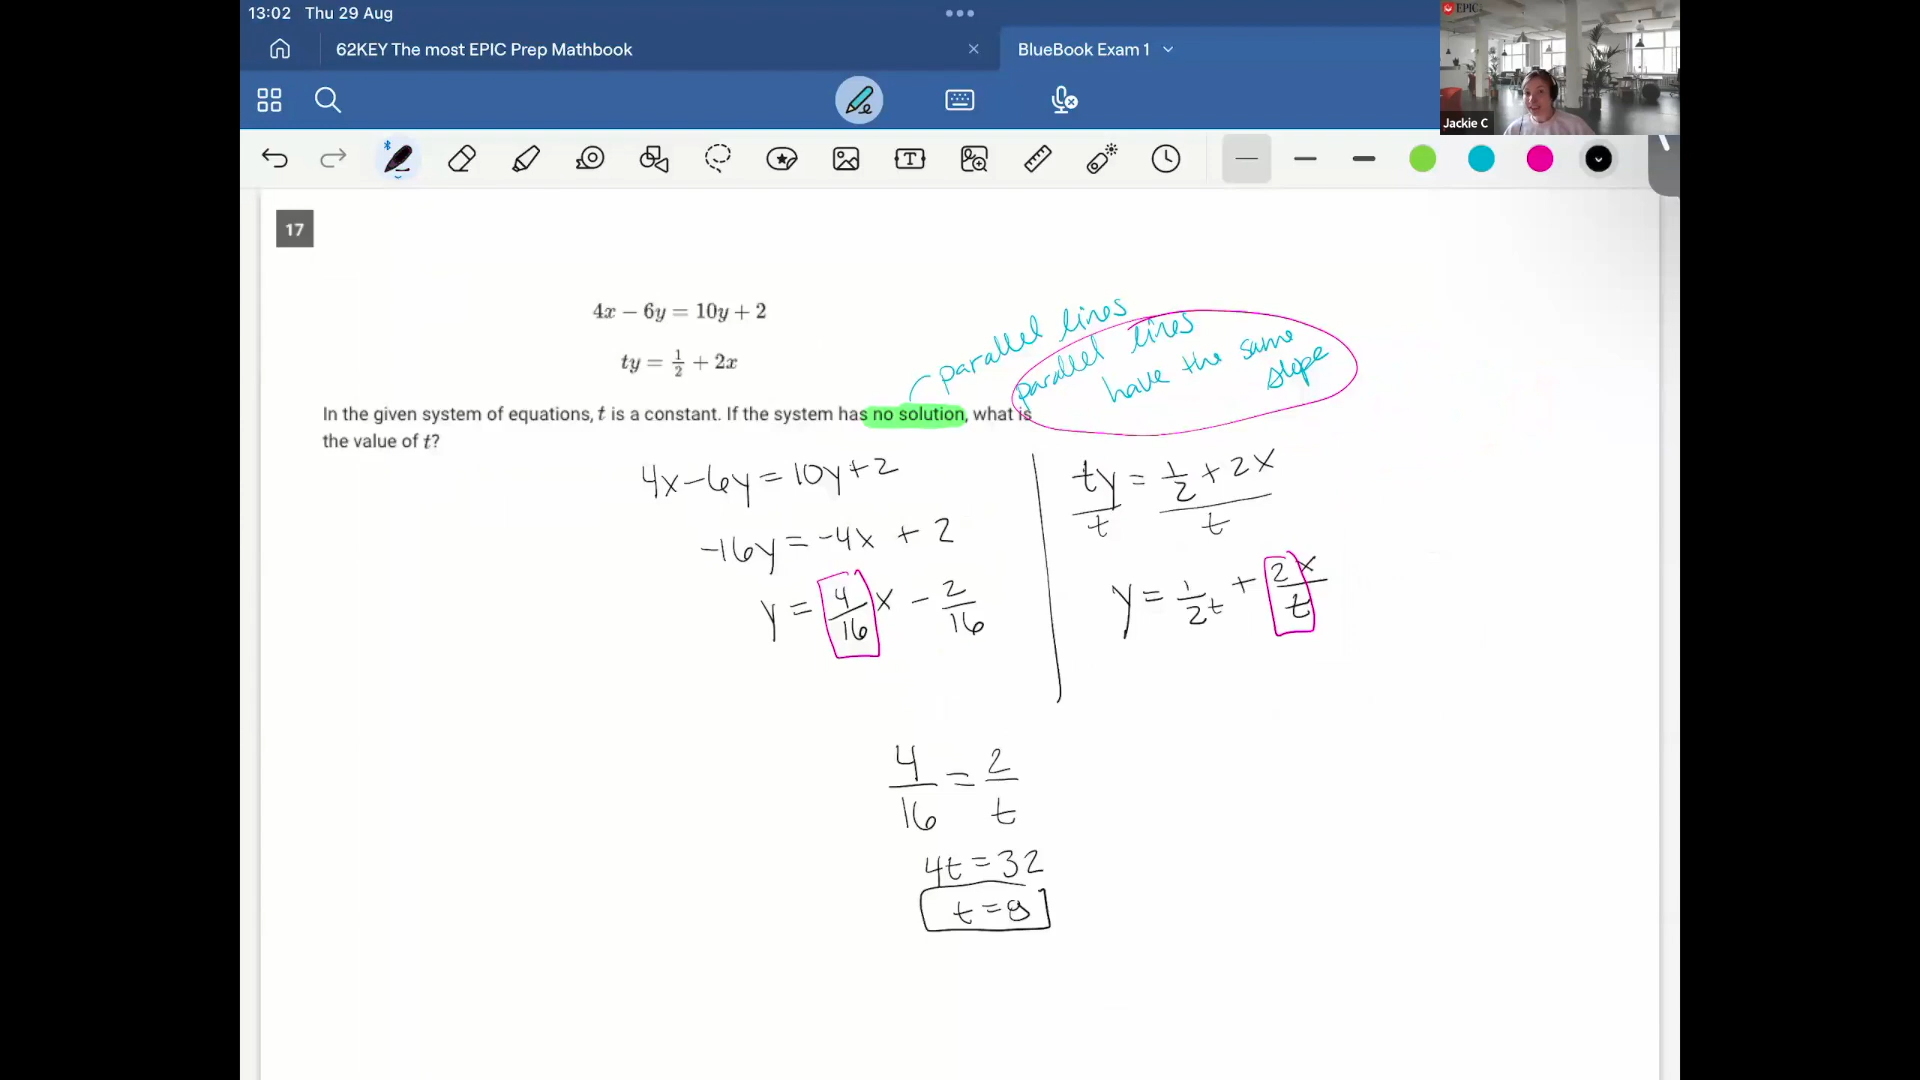 13:02 Thu 29 Aug
62KEY The most EPIC Prep Mathbook
BlueBook Exam 1
EPIC
Jackie C
17
4x − 6y = 10y + 2
ty = 1/2 + 2x
parallel lines
parallel lines
have the same
slope
In the given system of equations, t is a constant. If the system has no solution, what is
the value of t?
4x-6y=10y+2
-16y=-4x + 2
y = 4/16 x - 2/16
ty/t = 1/2 + 2x / t
y = 1/2t + 2x/t
4/16 = 2/t
4t=32
t=8